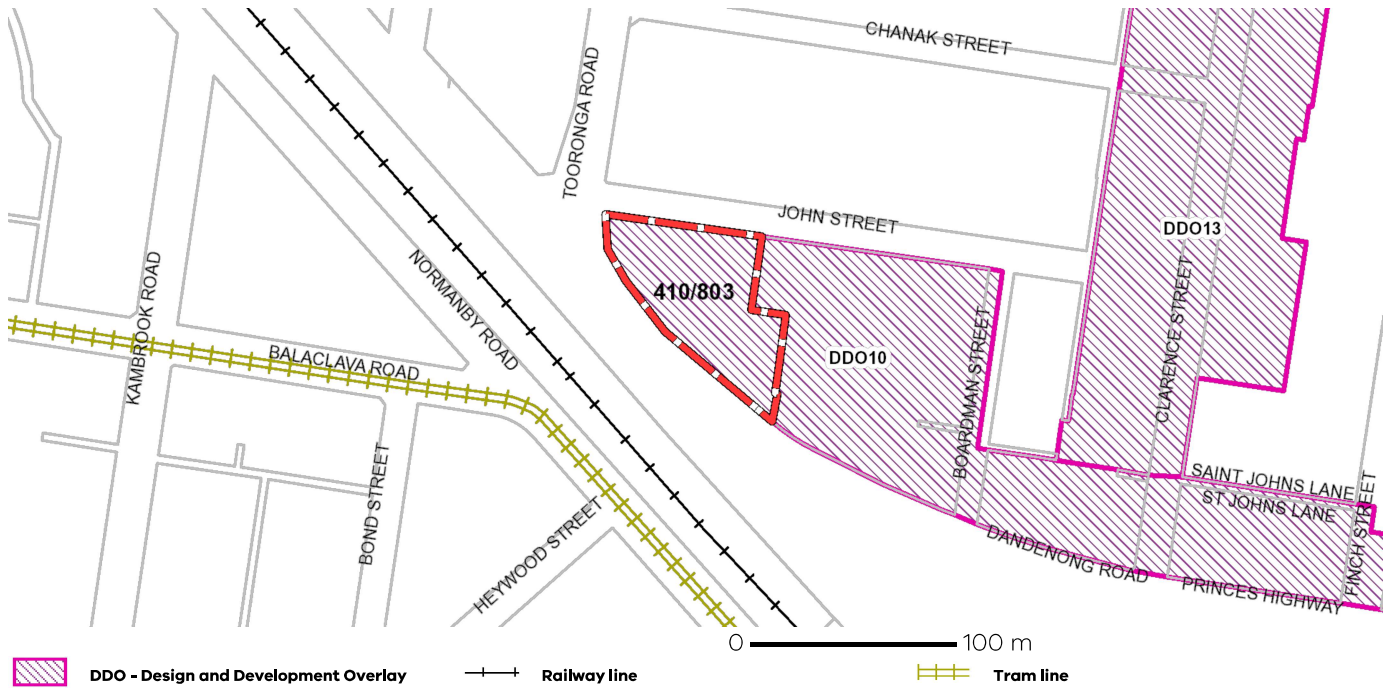 CHANAK STREET
TOORONGA ROAD
JOHN STREET
DDO13
KAMBROOK ROAD
NORMANBY ROAD
410/803
CLARENCE STREET
BALACLAVA ROAD
DDO10
BOARDMAN STREET
BOND STREET
SAINT JOHNS LANE
ST JOHNS LANE
FINCH STREET
HEYWOOD STREET
DANDENONG ROAD
PRINCES HIGHWAY
0 100 m
DDO - Design and Development Overlay
Railway line
Tram line